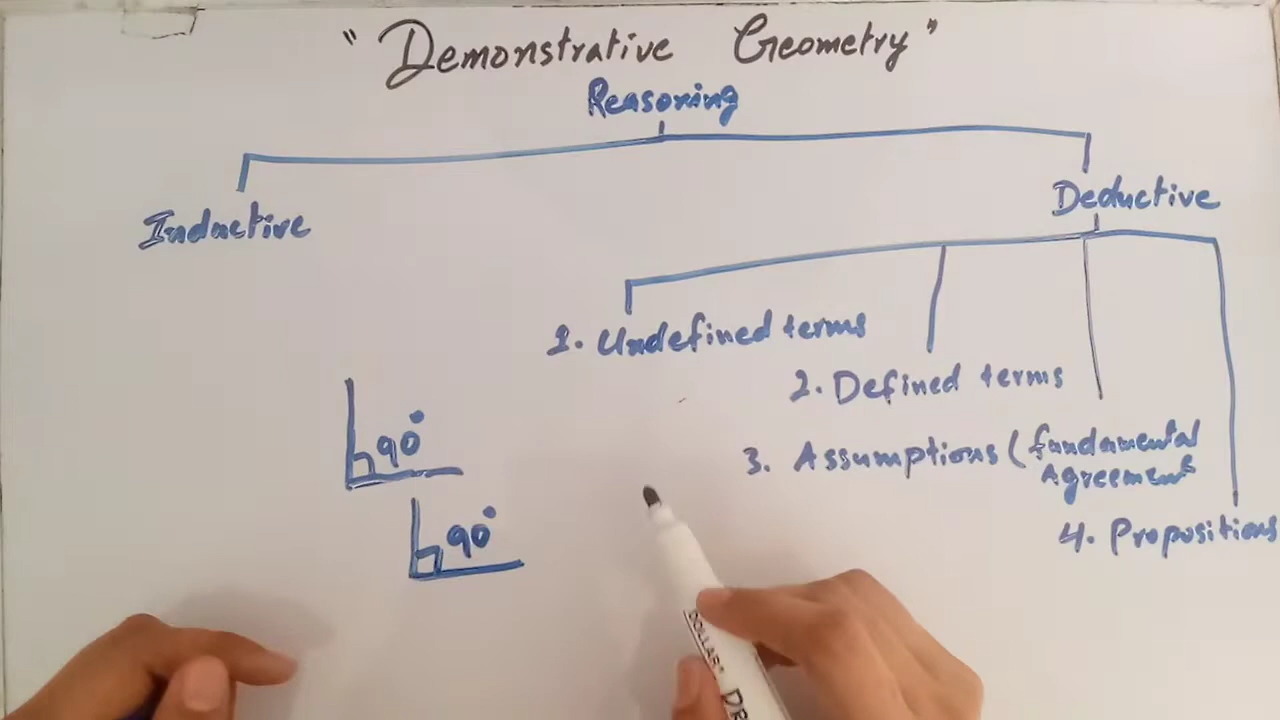 "Demonstrative Geometry"
Reasoning
Inductive
Deductive
1. Undefined terms
2. Defined terms
3. Assumptions (fundamental
Agreement
4. Propositions
90°
90°
DOLLAR